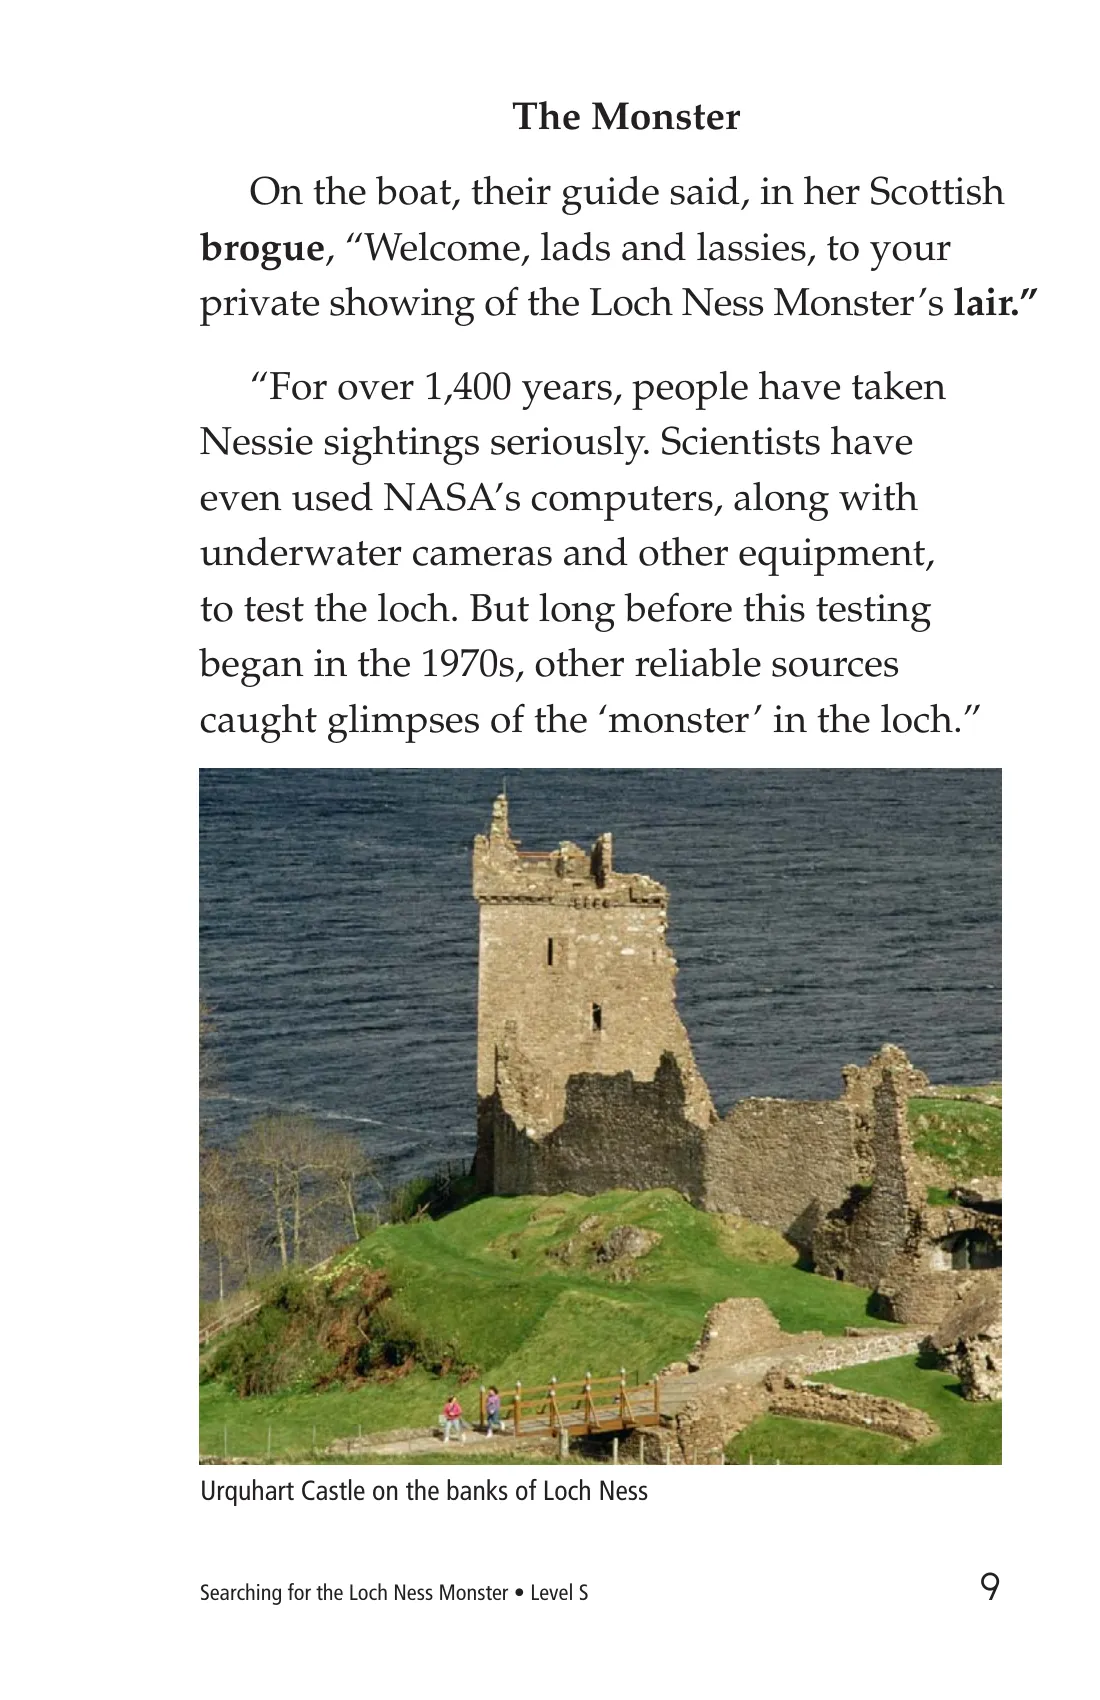 The Monster
On the boat, their guide said, in her Scottish
brogue, “Welcome, lads and lassies, to your
private showing of the Loch Ness Monster’s lair.”
“For over 1,400 years, people have taken
Nessie sightings seriously. Scientists have
even used NASA’s computers, along with
underwater cameras and other equipment,
to test the loch. But long before this testing
began in the 1970s, other reliable sources
caught glimpses of the ‘monster’ in the loch.”
Urquhart Castle on the banks of Loch Ness
Searching for the Loch Ness Monster • Level S
9